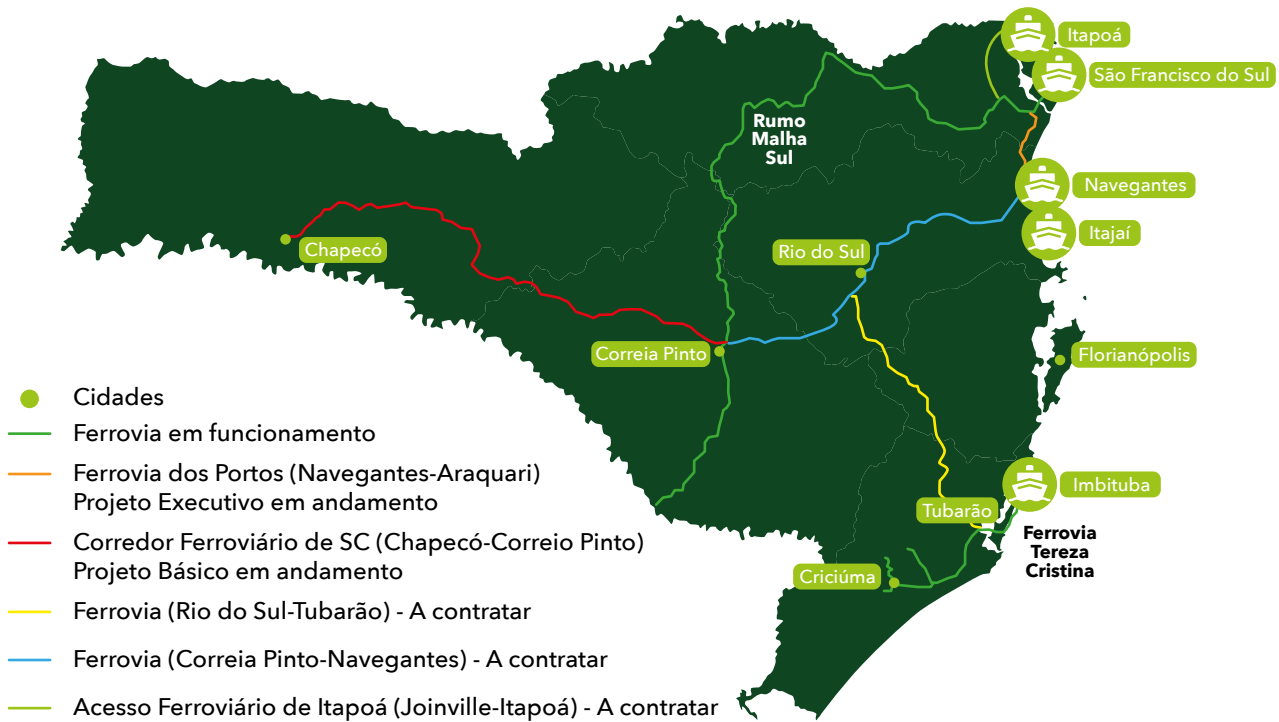 Itapoá
São Francisco do Sul
Rumo
Malha
Sul
Navegantes
Itajaí
Chapecó
Rio do Sul
Correia Pinto
Florianópolis
Imbituba
Tubarão
Ferrovia
Tereza
Cristina
Criciúma
Cidades
Ferrovia em funcionamento
Ferrovia dos Portos (Navegantes-Araquari)
Projeto Executivo em andamento
Corredor Ferroviário de SC (Chapecó-Correio Pinto)
Projeto Básico em andamento
Ferrovia (Rio do Sul-Tubarão) - A contratar
Ferrovia (Correia Pinto-Navegantes) - A contratar
Acesso Ferroviário de Itapoá (Joinville-Itapoá) - A contratar